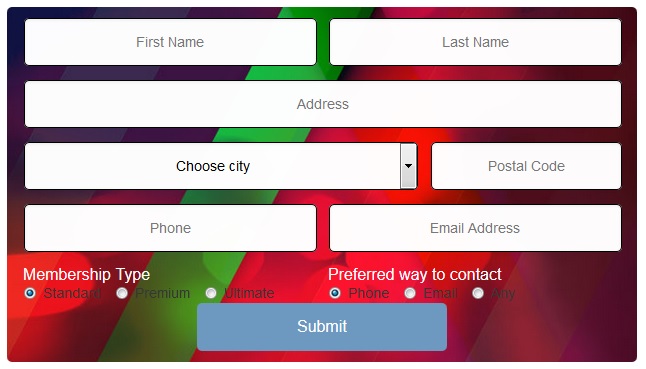 First Name Last Name
Address
Choose city Postal Code
Phone Email Address
Membership Type Preferred way to contact
Standard Premium Ultimate Phone Email Any
Submit